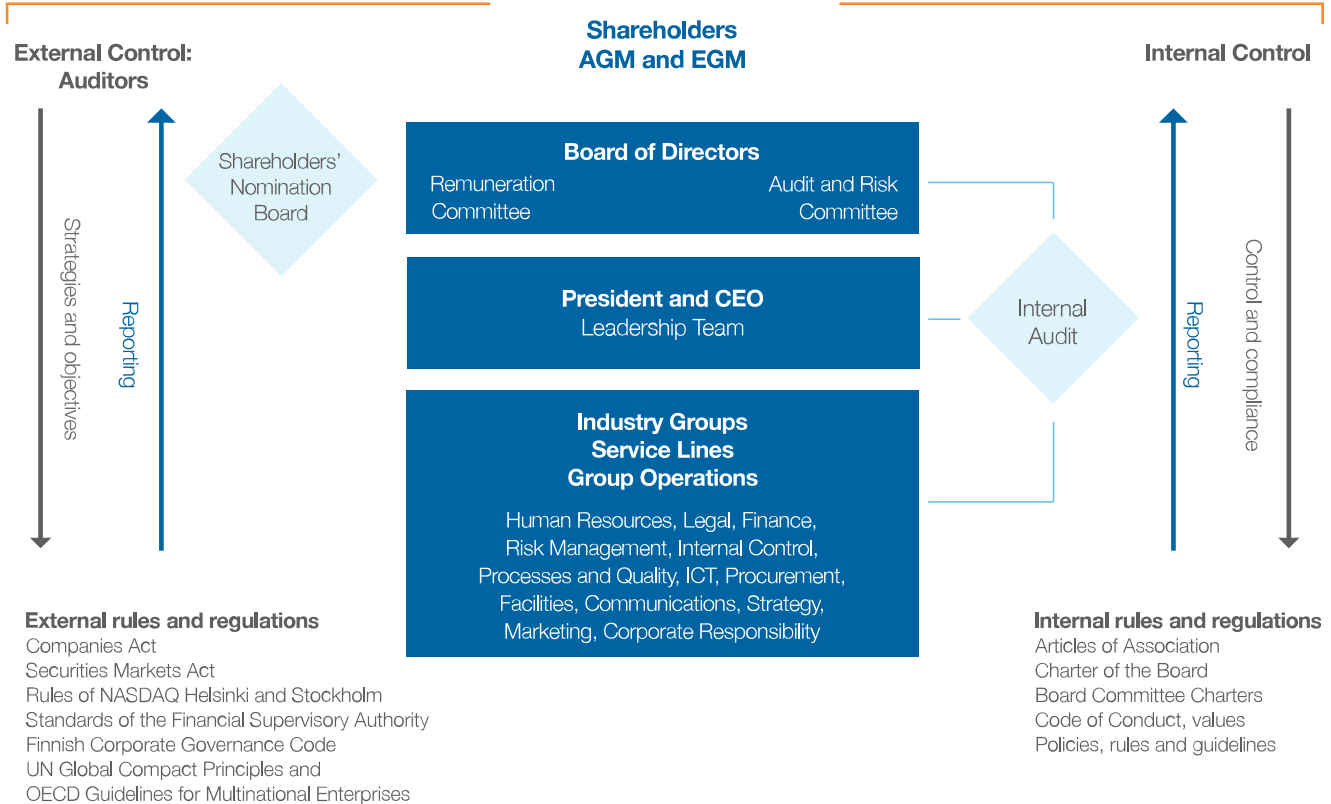 Shareholders
AGM and EGM
External Control:
Auditors
Internal Control
Strategies and objectives
Reporting
Shareholders’
Nomination
Board
Board of Directors
Remuneration
Committee
Audit and Risk
Committee
President and CEO
Leadership Team
Industry Groups
Service Lines
Group Operations
Human Resources, Legal, Finance,
Risk Management, Internal Control,
Processes and Quality, ICT, Procurement,
Facilities, Communications, Strategy,
Marketing, Corporate Responsibility
Internal
Audit
Reporting
Control and compliance
External rules and regulations
Companies Act
Securities Markets Act
Rules of NASDAQ Helsinki and Stockholm
Standards of the Financial Supervisory Authority
Finnish Corporate Governance Code
UN Global Compact Principles and
OECD Guidelines for Multinational Enterprises
Internal rules and regulations
Articles of Association
Charter of the Board
Board Committee Charters
Code of Conduct, values
Policies, rules and guidelines